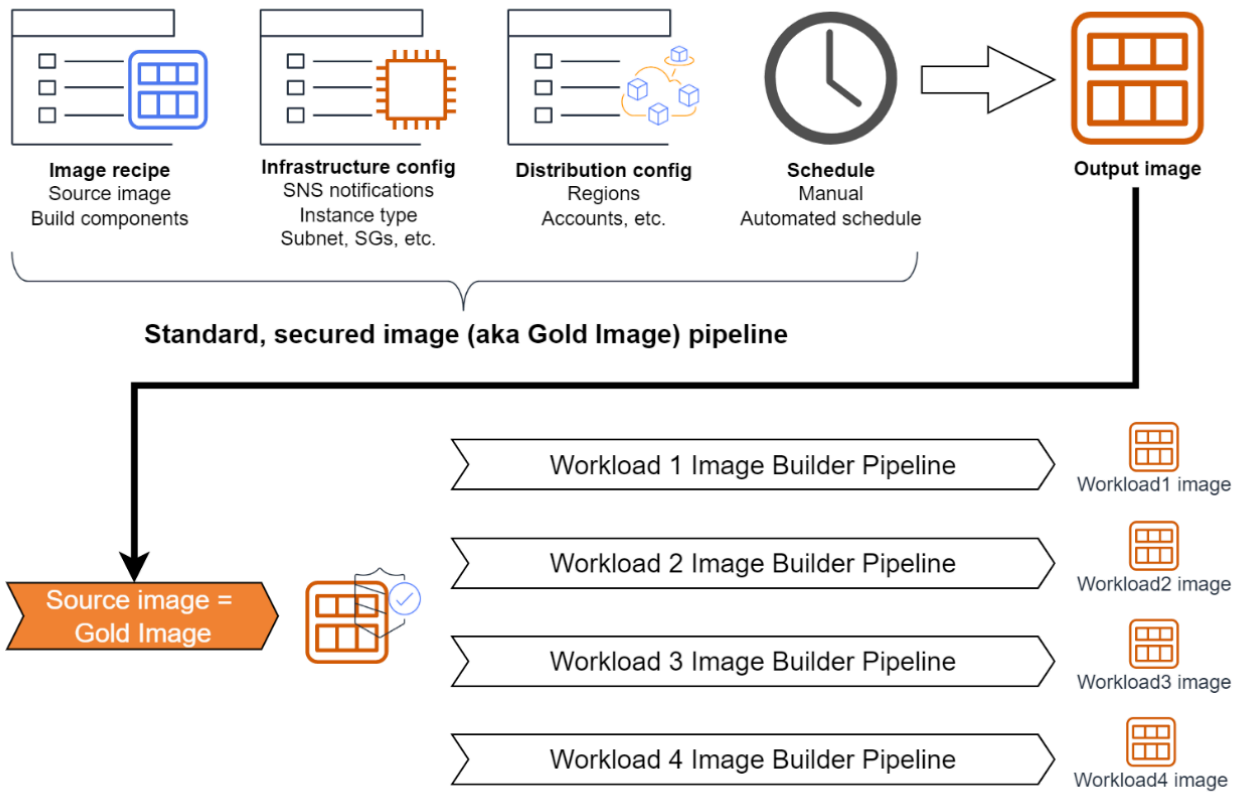 Image recipe
Source image
Build components
Infrastructure config
SNS notifications
Instance type
Subnet, SGs, etc.
Distribution config
Regions
Accounts, etc.
Schedule
Manual
Automated schedule
Output image
Standard, secured image (aka Gold Image) pipeline
Source image =
Gold Image
Workload 1 Image Builder Pipeline
Workload1 image
Workload 2 Image Builder Pipeline
Workload2 image
Workload 3 Image Builder Pipeline
Workload3 image
Workload 4 Image Builder Pipeline
Workload4 image